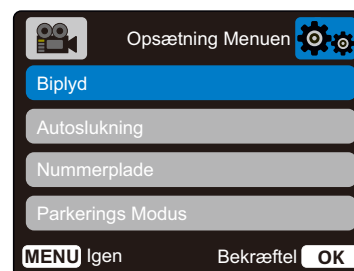 Opsætning Menuen
Biplyd
Autoslukning
Nummerplade
Parkerings Modus
MENU Igen Bekræftel OK